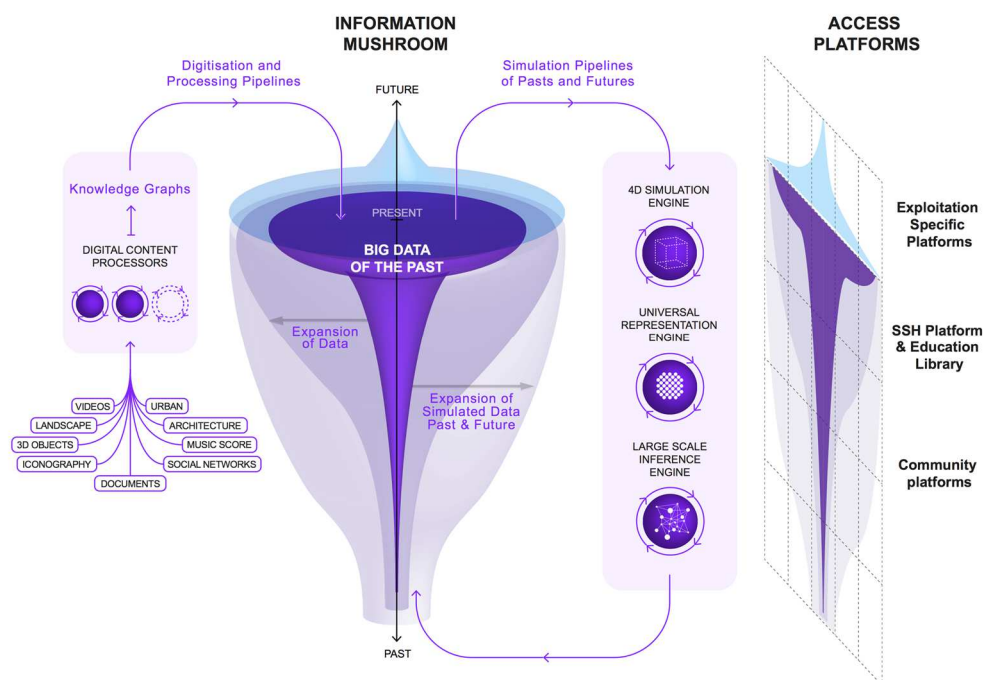 INFORMATION
MUSHROOM
ACCESS
PLATFORMS
Digitisation and
Processing Pipelines
Simulation Pipelines
of Pasts and Futures
FUTURE
Knowledge Graphs
DIGITAL CONTENT
PROCESSORS
VIDEOS
URBAN
LANDSCAPE
ARCHITECTURE
3D OBJECTS
MUSIC SCORE
ICONOGRAPHY
SOCIAL NETWORKS
DOCUMENTS
PRESENT
BIG DATA
OF THE PAST
Expansion
of Data
Expansion of
Simulated Data
Past & Future
PAST
4D SIMULATION
ENGINE
UNIVERSAL
REPRESENTATION
ENGINE
LARGE SCALE
INFERENCE
ENGINE
Exploitation
Specific
Platforms
SSH Platform
& Education
Library
Community
platforms